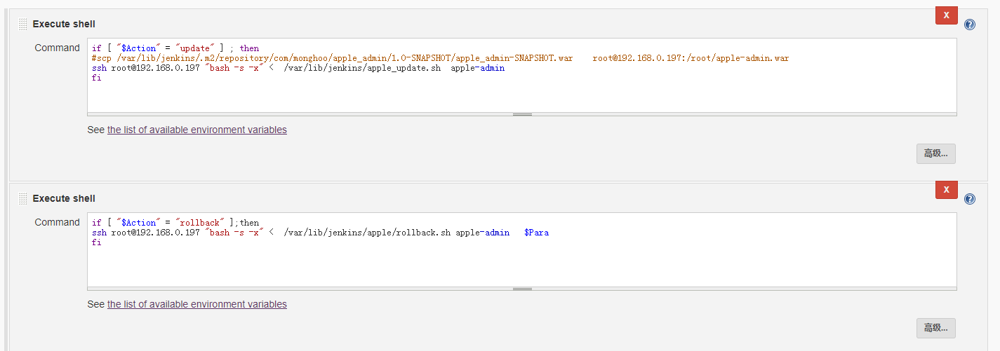 X
Execute shell
?
Command
if [ "$Action" = "update" ] ; then
#scp /var/lib/jenkins/.m2/repository/com/monghoo/apple_admin/1.0-SNAPSHOT/apple_admin-SNAPSHOT.war    root@192.168.0.197:/root/apple-admin.war
ssh root@192.168.0.197 "bash -s -x" <  /var/lib/jenkins/apple_update.sh  apple-admin
fi
See the list of available environment variables
高级...
X
Execute shell
?
Command
if [ "$Action" = "rollback" ];then
ssh root@192.168.0.197 "bash -s -x" <  /var/lib/jenkins/apple/rollback.sh apple-admin   $Para
fi
See the list of available environment variables
高级...